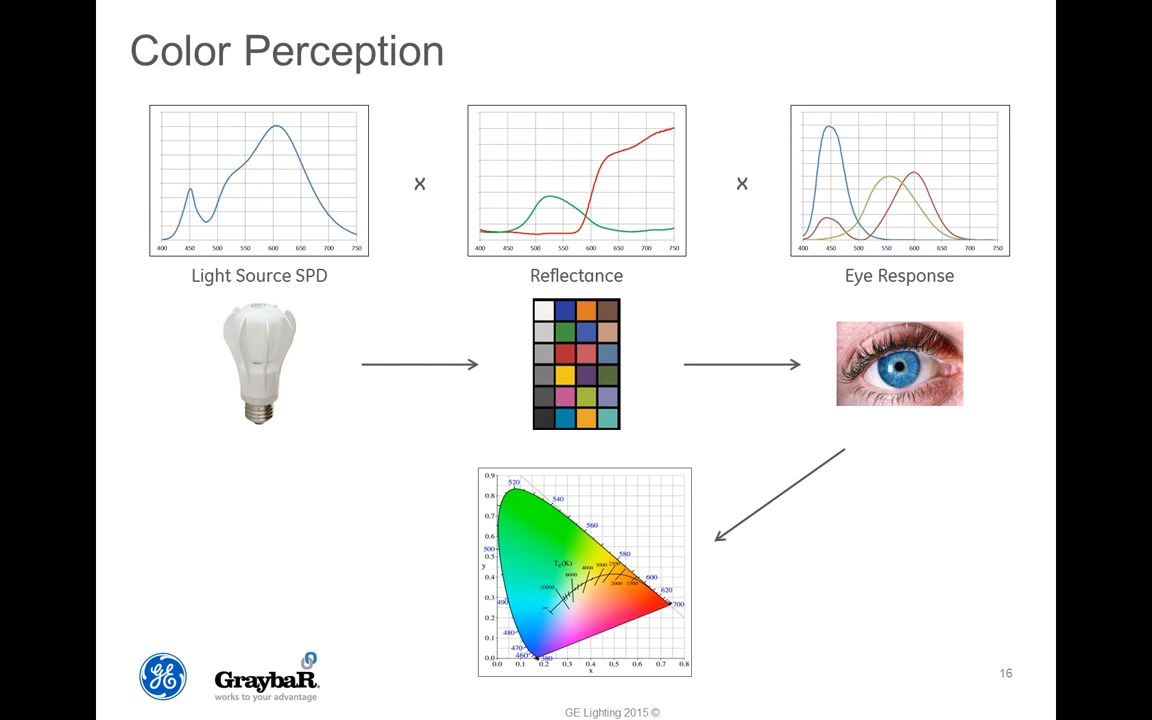 Color Perception
400 450 500 550 600 650 700 750
x
400 450 500 550 600 650 700 750
x
400 450 500 550 600 650 700 750
Light Source SPD
Reflectance
Eye Response
0.9
0.8
0.7
0.6
0.5
0.4
0.3
0.2
0.1
0.0
y
0.0 0.1 0.2 0.3 0.4 0.5 0.6 0.7 0.8
x
520
540
560
580
600
620
700
500
490
480
470
460
380
Tc(K)
10000
6000
4000
3000
2500
2000
1500
∞
GE
GraybaR.
works to your advantage
16
GE Lighting 2015 ©